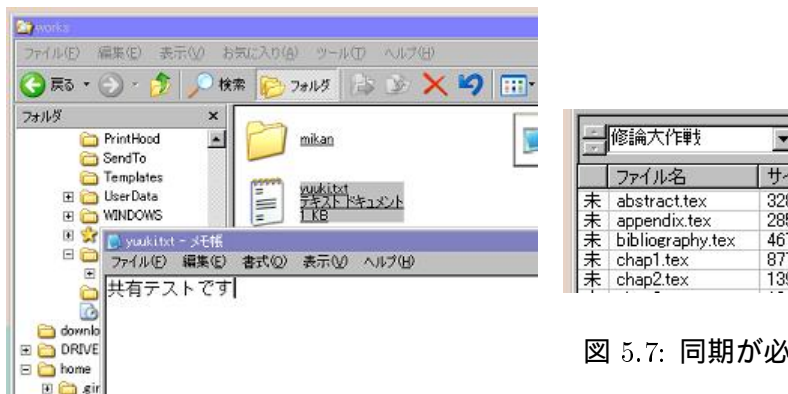 works
ファイル(F) 編集(E) 表示(V) お気に入り(A) ツール(T) ヘルプ(H)
戻る 検索 フォルダ
フォルダ ×
PrintHood
SendTo
Templates
UserData
WINDOWS
mikan
yuuki.txt
テキスト ドキュメント
1 KB
yuuki.txt - メモ帳
ファイル(F) 編集(E) 書式(O) 表示(V) ヘルプ(H)
共有テストです
downlo
DRIVE
home
.gir
修論大作戦
ファイル名 サイ
未 abstract.tex 328
未 appendix.tex 285
未 bibliography.tex 467
未 chap1.tex 877
未 chap2.tex 139
図 5.7: 同期が必